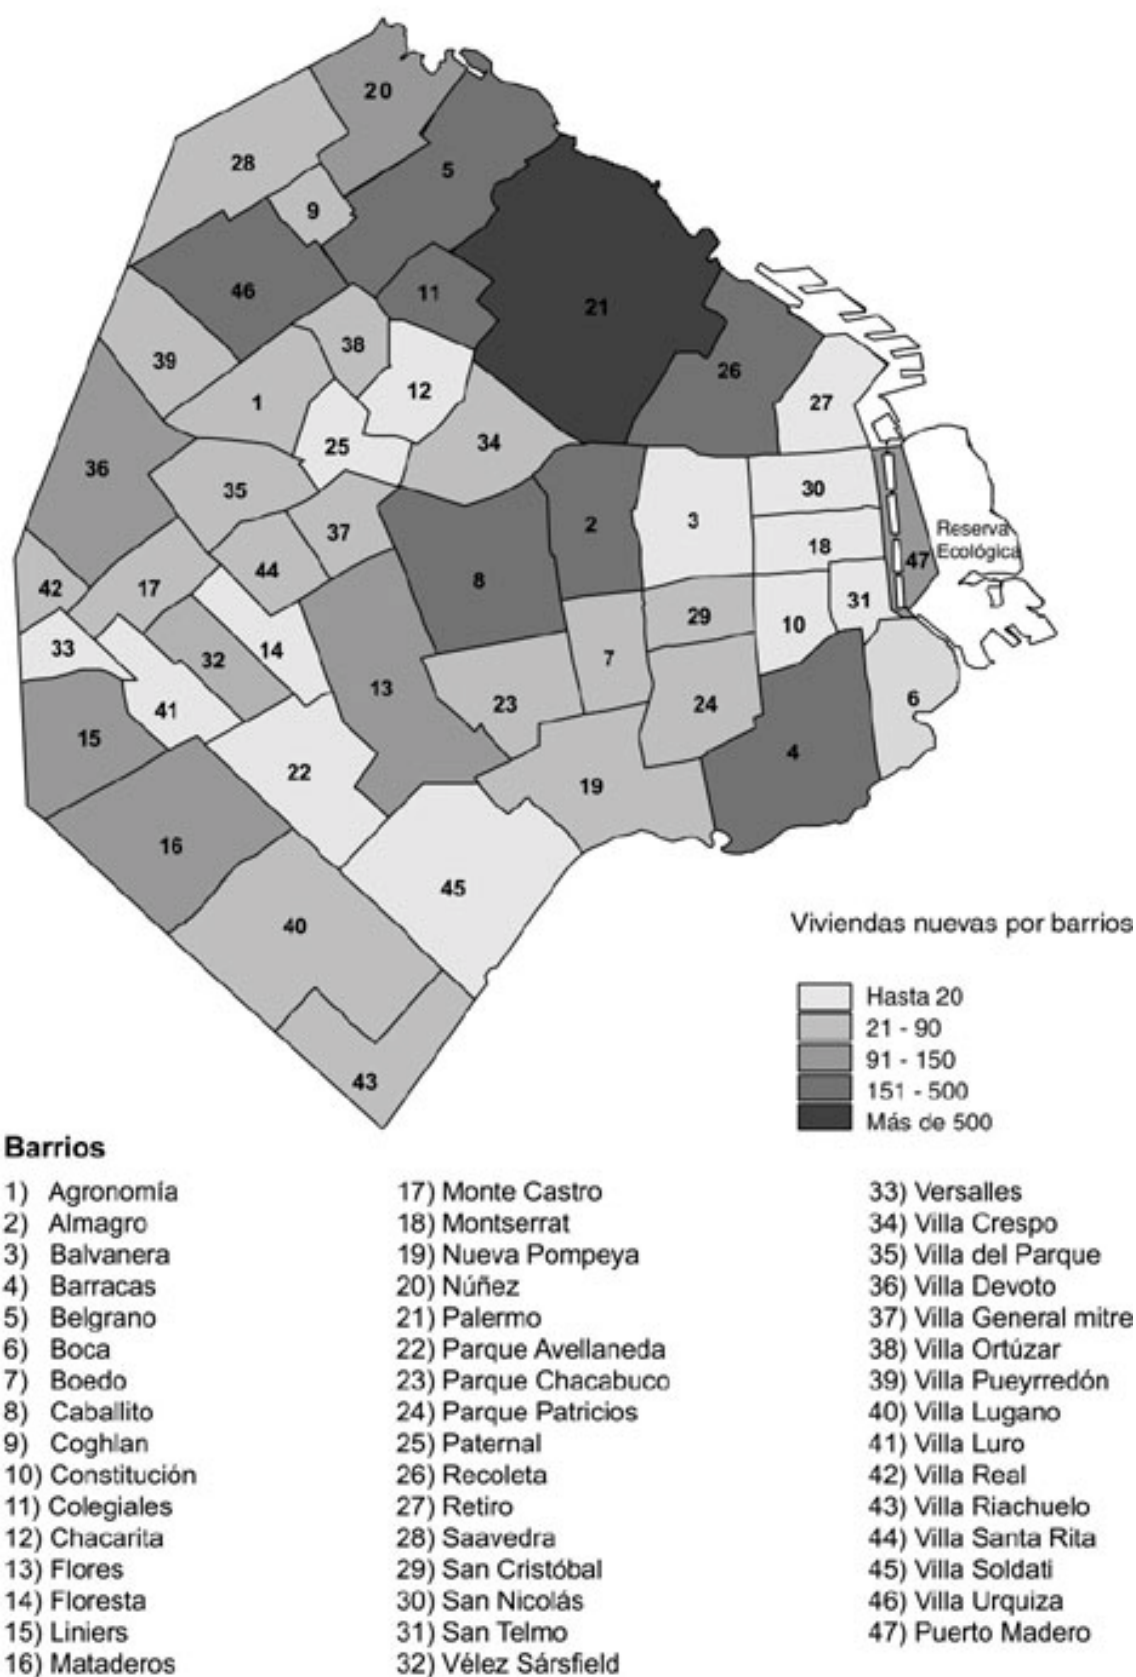 20
28
5
9
46
11
21
38
39
12
26
27
1
25
34
36
35
30
3
2
37
18
Reserva
Ecológica
47
44
8
42
17
29
31
10
33
14
32
7
13
6
24
23
41
15
4
22
19
16
45
40
43
Viviendas nuevas por barrios
Hasta 20
21 - 90
91 - 150
151 - 500
Más de 500
Barrios
1) Agronomía
2) Almagro
3) Balvanera
4) Barracas
5) Belgrano
6) Boca
7) Boedo
8) Caballito
9) Coghlan
10) Constitución
11) Colegiales
12) Chacarita
13) Flores
14) Floresta
15) Liniers
16) Mataderos
17) Monte Castro
18) Montserrat
19) Nueva Pompeya
20) Núñez
21) Palermo
22) Parque Avellaneda
23) Parque Chacabuco
24) Parque Patricios
25) Paternal
26) Recoleta
27) Retiro
28) Saavedra
29) San Cristóbal
30) San Nicolás
31) San Telmo
32) Vélez Sársfield
33) Versalles
34) Villa Crespo
35) Villa del Parque
36) Villa Devoto
37) Villa General mitre
38) Villa Ortúzar
39) Villa Pueyrredón
40) Villa Lugano
41) Villa Luro
42) Villa Real
43) Villa Riachuelo
44) Villa Santa Rita
45) Villa Soldati
46) Villa Urquiza
47) Puerto Madero